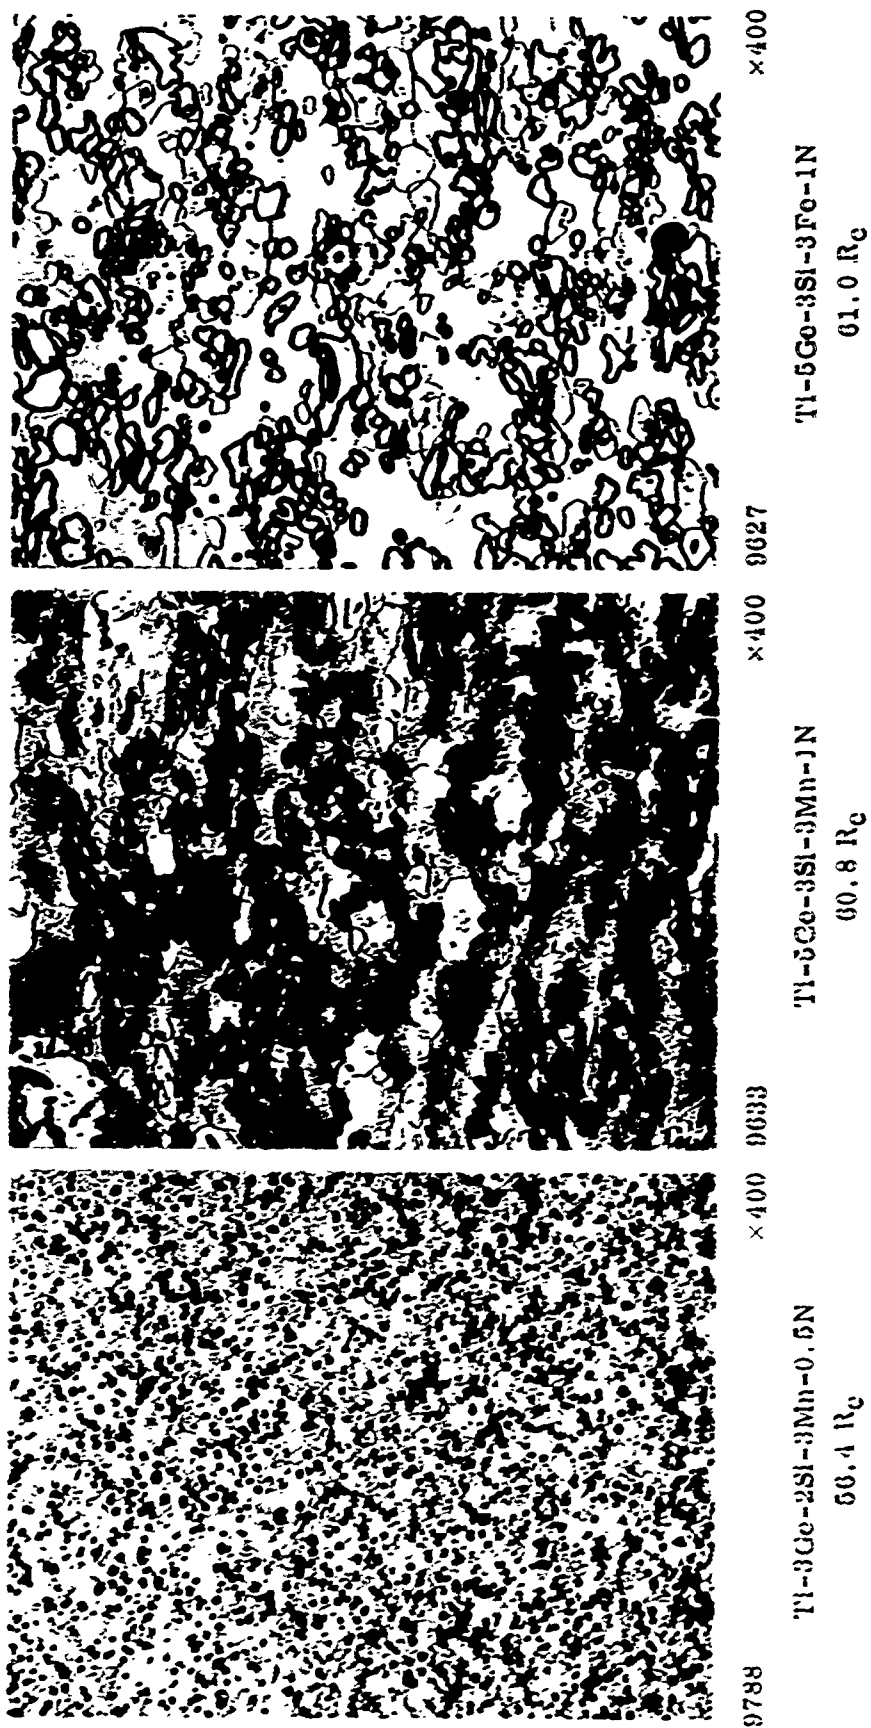 9788 ×400
Ti-3Ge-2Si-3Mn-0.5N
56.4 Rc
9633 ×400
Ti-5Ge-3Si-3Mn-1N
60.8 Rc
9627 ×400
Ti-5Ge-3Si-3Fe-1N
61.0 Rc